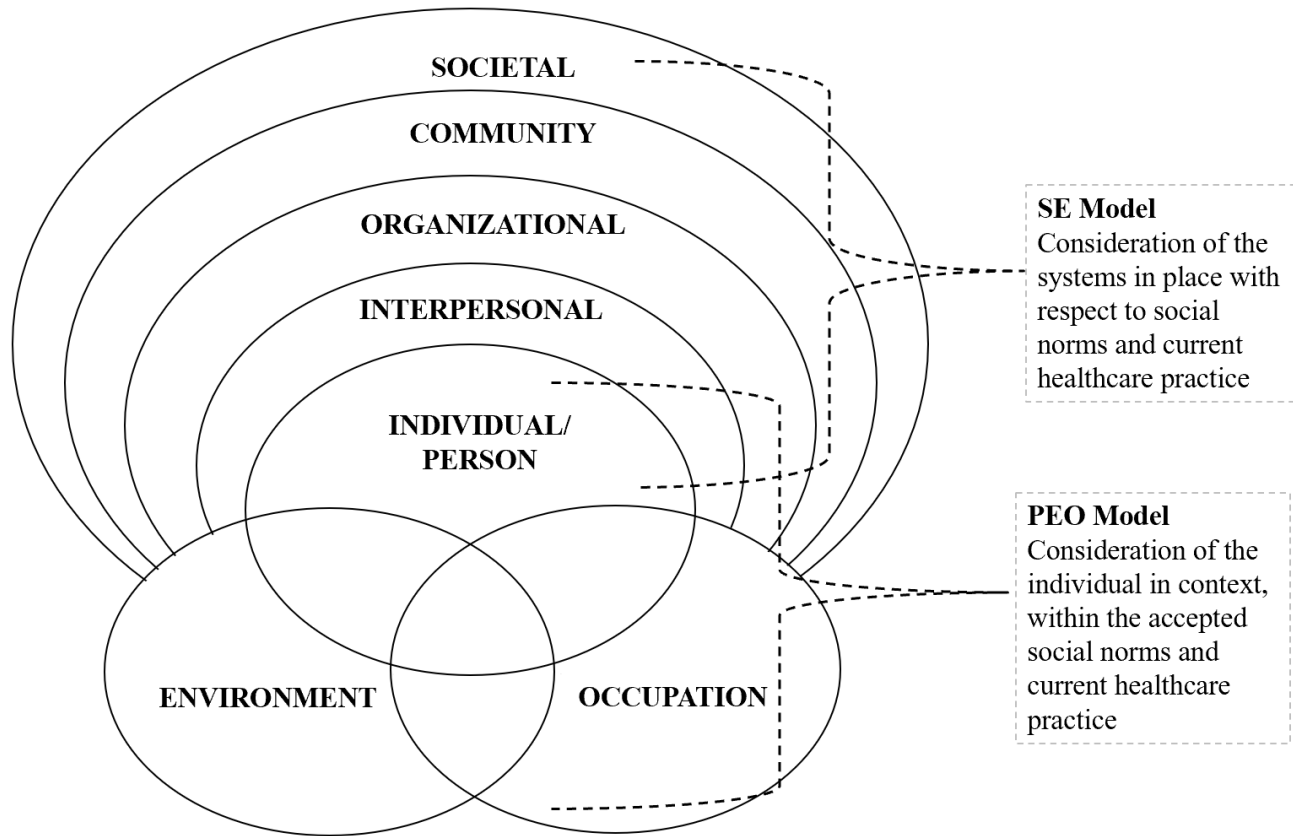 SOCIETAL
COMMUNITY
ORGANIZATIONAL
INTERPERSONAL
INDIVIDUAL/
PERSON
ENVIRONMENT
OCCUPATION
SE Model
Consideration of the
systems in place with
respect to social
norms and current
healthcare practice
PEO Model
Consideration of the
individual in context,
within the accepted
social norms and
current healthcare
practice